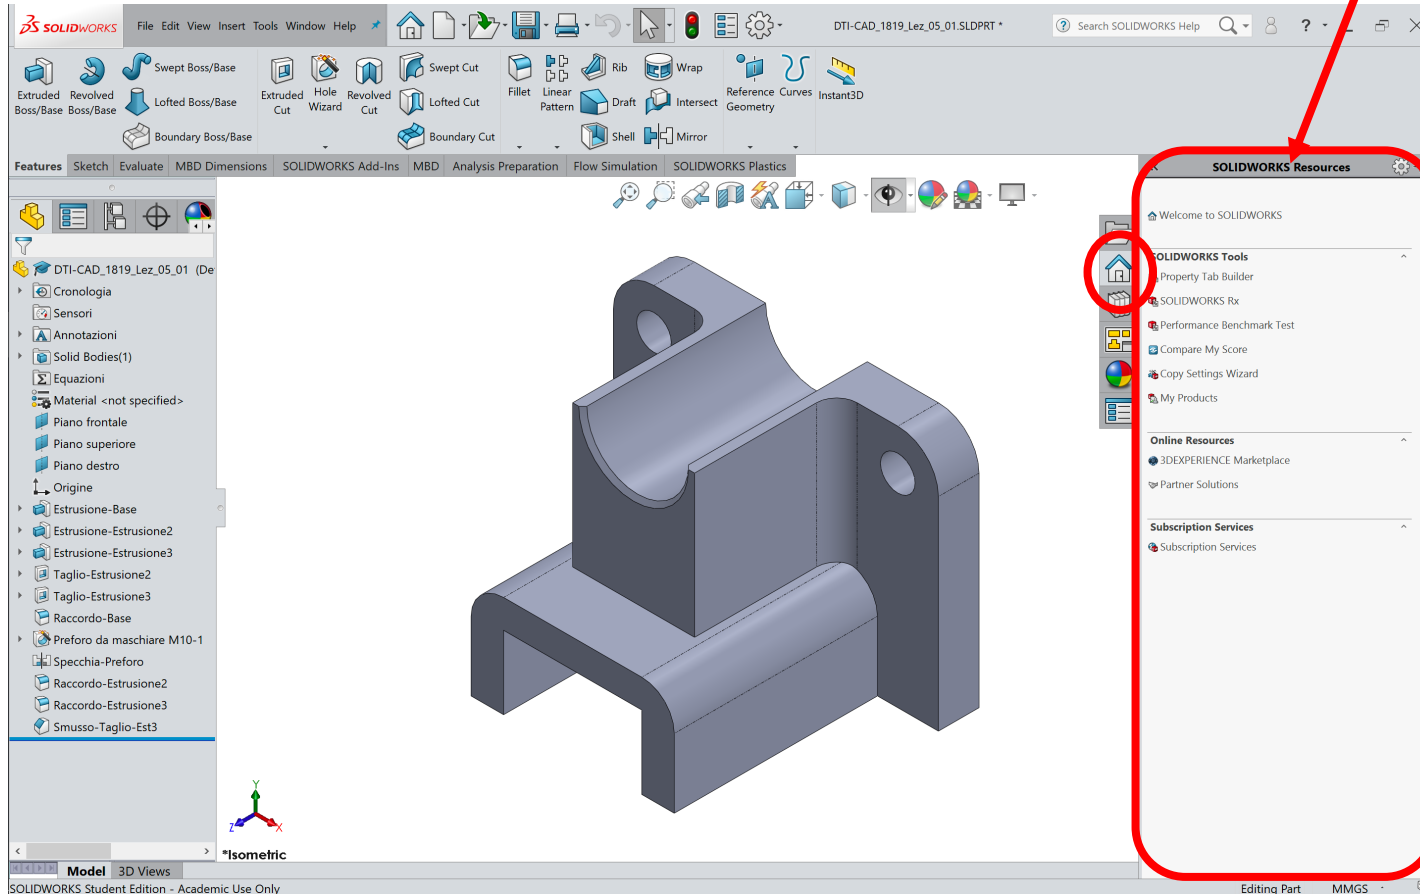 SOLIDWORKS File Edit View Insert Tools Window Help DTI-CAD_1819_Lez_05_01.SLDPRT * Search SOLIDWORKS Help ?
Extruded Boss/Base
Revolved Boss/Base
Swept Boss/Base
Lofted Boss/Base
Boundary Boss/Base
Extruded Cut
Hole Wizard
Revolved Cut
Swept Cut
Lofted Cut
Boundary Cut
Fillet
Linear Pattern
Rib
Draft
Shell
Wrap
Intersect
Mirror
Reference Geometry
Curves
Instant3D
Features Sketch Evaluate MBD Dimensions SOLIDWORKS Add-Ins MBD Analysis Preparation Flow Simulation SOLIDWORKS Plastics
DTI-CAD_1819_Lez_05_01 (De
Cronologia
Sensori
Annotazioni
Solid Bodies(1)
Equazioni
Material <not specified>
Piano frontale
Piano superiore
Piano destro
Origine
Estrusione-Base
Estrusione-Estrusione2
Estrusione-Estrusione3
Taglio-Estrusione2
Taglio-Estrusione3
Raccordo-Base
Preforo da maschiare M10-1
Specchia-Preforo
Raccordo-Estrusione2
Raccordo-Estrusione3
Smusso-Taglio-Est3
Y
Z X
*Isometric
SOLIDWORKS Resources
Welcome to SOLIDWORKS
SOLIDWORKS Tools
Property Tab Builder
SOLIDWORKS Rx
Performance Benchmark Test
Compare My Score
Copy Settings Wizard
My Products
Online Resources
3DEXPERIENCE Marketplace
Partner Solutions
Subscription Services
Subscription Services
Model 3D Views
SOLIDWORKS Student Edition - Academic Use Only Editing Part MMGS